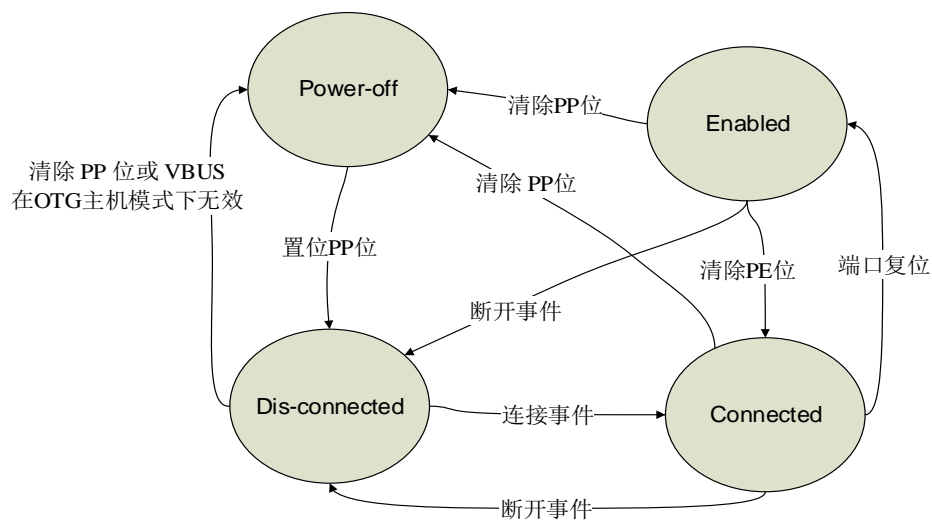 Power-off
Enabled
清除PP位
清除 PP 位或 VBUS
在OTG主机模式下无效
清除 PP位
置位PP位
清除PE位
端口复位
断开事件
Dis-connected
连接事件
Connected
断开事件